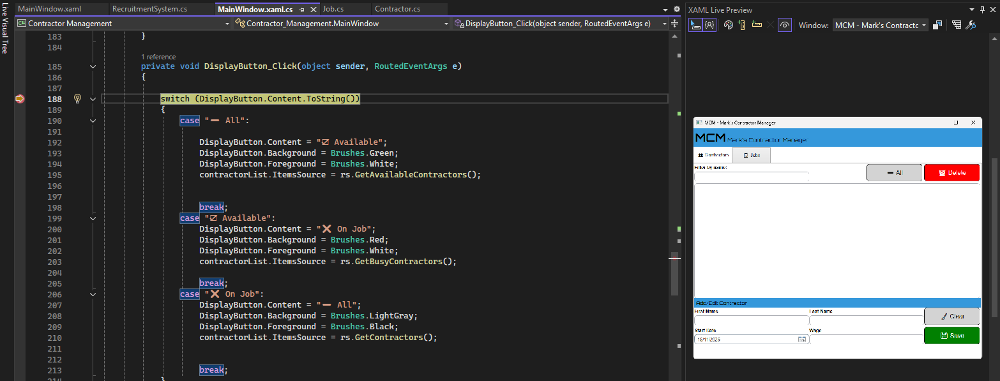 Live Visual Tree
MainWindow.xaml RecruitmentSystem.cs MainWindow.xaml.cs Job.cs Contractor.cs
C# Contractor Management Contractor_Management.MainWindow DisplayButton_Click(object sender, RoutedEventArgs e)
183 }
184
1 reference
185 private void DisplayButton_Click(object sender, RoutedEventArgs e)
186 {
187
188 switch (DisplayButton.Content.ToString())
189 {
190 case "➖ All":
191
192 DisplayButton.Content = "☑ Available";
193 DisplayButton.Background = Brushes.Green;
194 DisplayButton.Foreground = Brushes.White;
195 contractorList.ItemsSource = rs.GetAvailableContractors();
196
197
198 break;
199 case "☑ Available":
200 DisplayButton.Content = "❌ On Job";
201 DisplayButton.Background = Brushes.Red;
202 DisplayButton.Foreground = Brushes.White;
203 contractorList.ItemsSource = rs.GetBusyContractors();
204
205 break;
206 case "❌ On Job":
207 DisplayButton.Content = "➖ All";
208 DisplayButton.Background = Brushes.LightGray;
209 DisplayButton.Foreground = Brushes.Black;
210 contractorList.ItemsSource = rs.GetContractors();
211
212
213 break;
214 }
XAML Live Preview
Window: MCM - Mark's Contractc
MCM - Mark's Contractor Manager
MCM Mark's Contractor Manager
Contractors Jobs
Filter by name:
➖ All Delete
Add/Edit Contractor
First Name Last Name
Clear
Start Date Wage
15/11/2025
Save